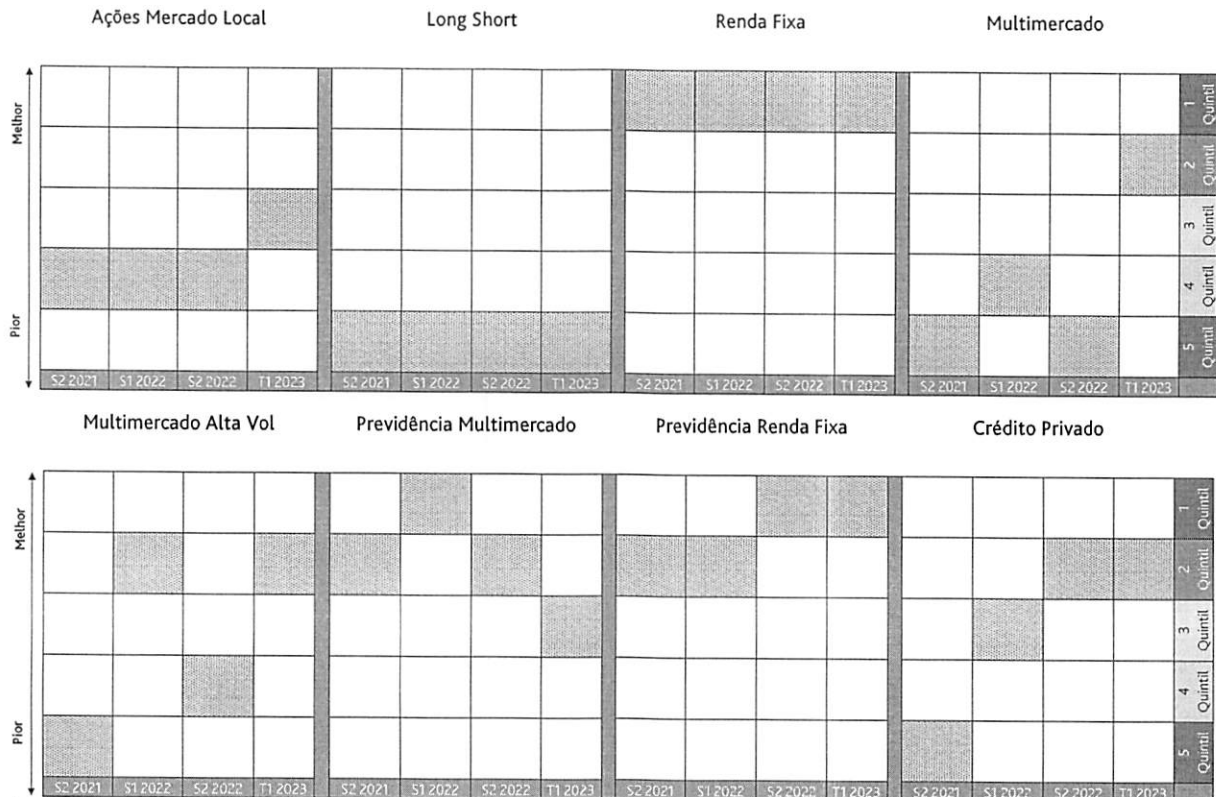 Ações Mercado Local
Long Short
Renda Fixa
Multimercado
Melhor
Pior
1 Quintil
2 Quintil
3 Quintil
4 Quintil
5 Quintil
S2 2021 S1 2022 S2 2022 T1 2023
S2 2021 S1 2022 S2 2022 T1 2023
S2 2021 S1 2022 S2 2022 T1 2023
S2 2021 S1 2022 S2 2022 T1 2023
Multimercado Alta Vol
Previdência Multimercado
Previdência Renda Fixa
Crédito Privado
Melhor
Pior
1 Quintil
2 Quintil
3 Quintil
4 Quintil
5 Quintil
S2 2021 S1 2022 S2 2022 T1 2023
S2 2021 S1 2022 S2 2022 T1 2023
S2 2021 S1 2022 S2 2022 T1 2023
S2 2021 S1 2022 S2 2022 T1 2023